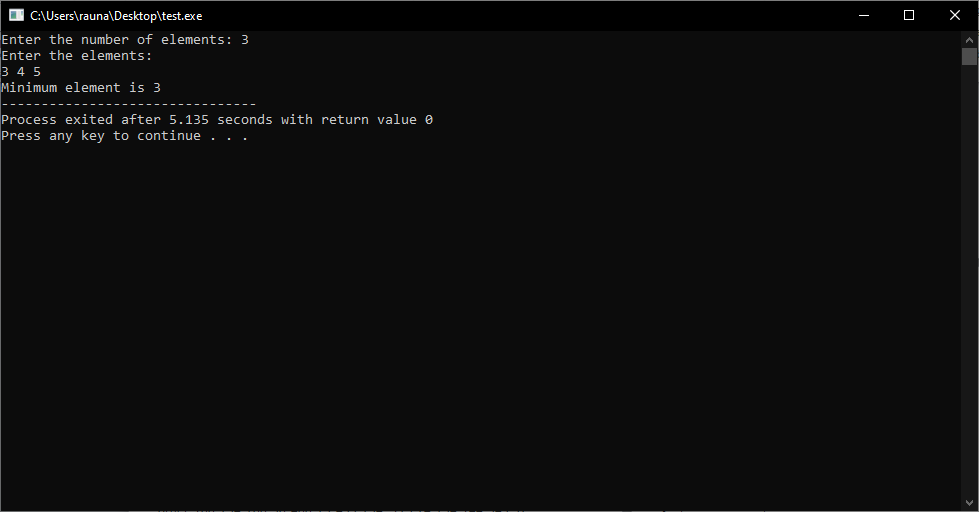 C:\Users\rauna\Desktop\test.exe
Enter the number of elements: 3
Enter the elements:
3 4 5
Minimum element is 3
--------------------------------
Process exited after 5.135 seconds with return value 0
Press any key to continue . . .